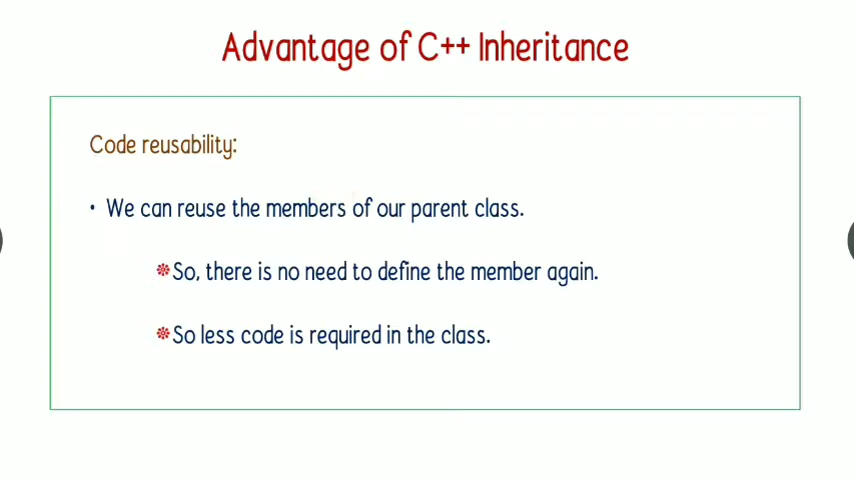 Advantage of C++ Inheritance
Code reusability:
• We can reuse the members of our parent class.
❊So, there is no need to define the member again.
❊So less code is required in the class.